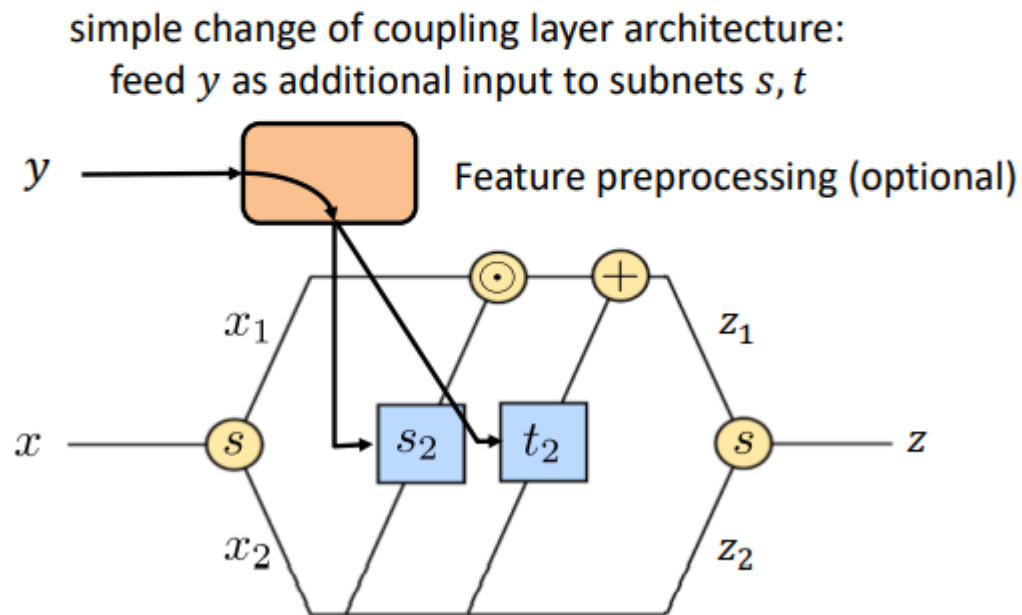 simple change of coupling layer architecture:
feed y as additional input to subnets s, t
y
Feature preprocessing (optional)
⊙ +
x₁ z₁
x s s₂ t₂ s z
x₂ z₂